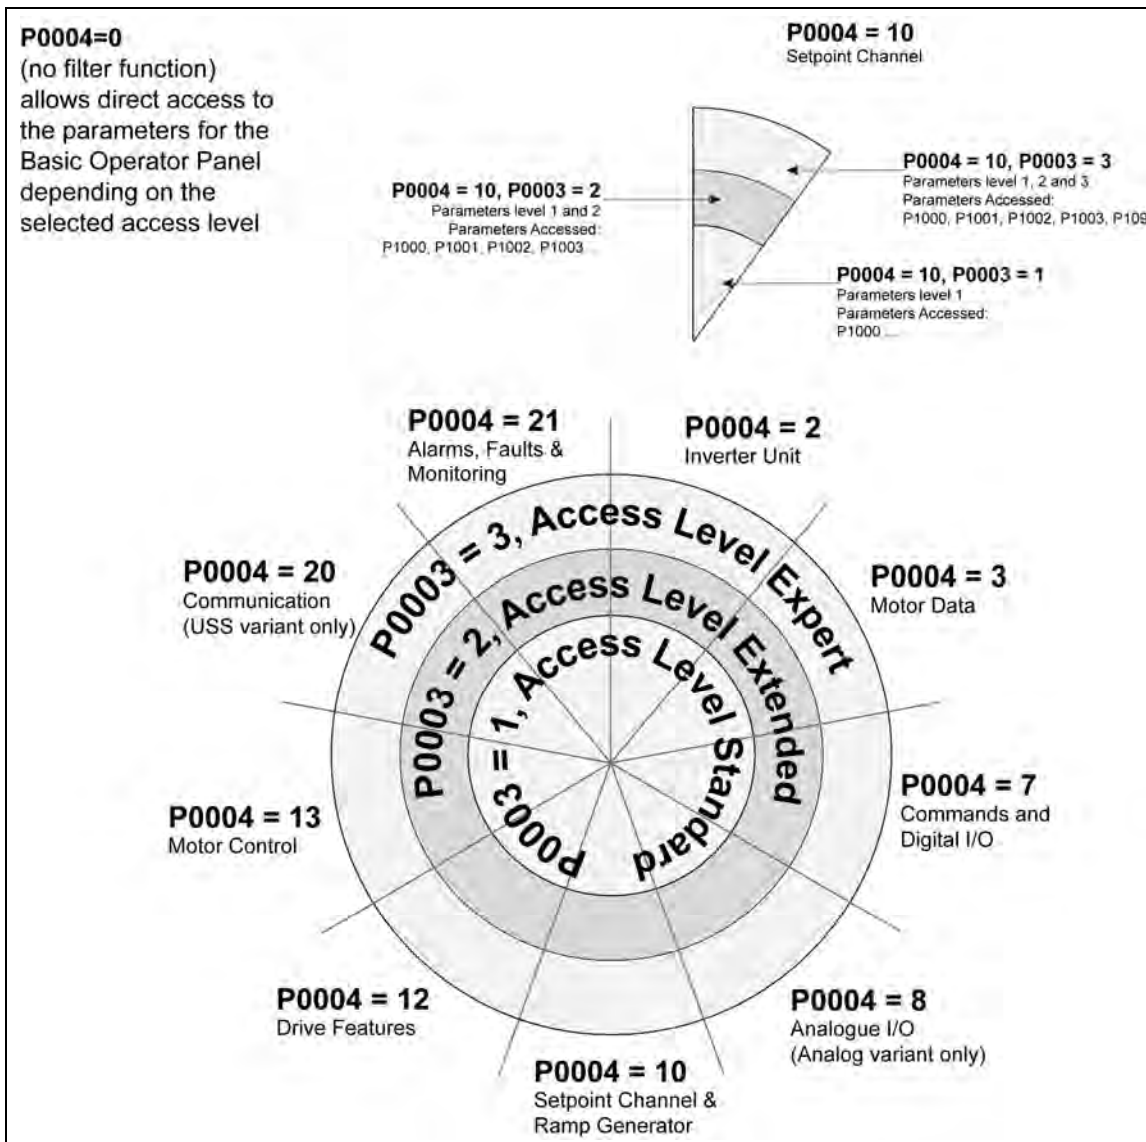 P0004=0
(no filter function)
allows direct access to
the parameters for the
Basic Operator Panel
depending on the
selected access level
P0004 = 10
Setpoint Channel
P0004 = 10, P0003 = 2
Parameters level 1 and 2
Parameters Accessed:
P1000, P1001, P1002, P1003 ...
P0004 = 10, P0003 = 3
Parameters level 1, 2 and 3
Parameters Accessed:
P1000, P1001, P1002, P1003, P109
P0004 = 10, P0003 = 1
Parameters level 1
Parameters Accessed:
P1000 ...
P0004 = 21
Alarms, Faults &
Monitoring
P0004 = 2
Inverter Unit
P0004 = 20
Communication
(USS variant only)
P0004 = 3
Motor Data
P0003 = 3, Access Level Expert
P0003 = 2, Access Level Extended
P0003 = 1, Access Level Standard
P0004 = 13
Motor Control
P0004 = 7
Commands and
Digital I/O
P0004 = 12
Drive Features
P0004 = 8
Analogue I/O
(Analog variant only)
P0004 = 10
Setpoint Channel &
Ramp Generator